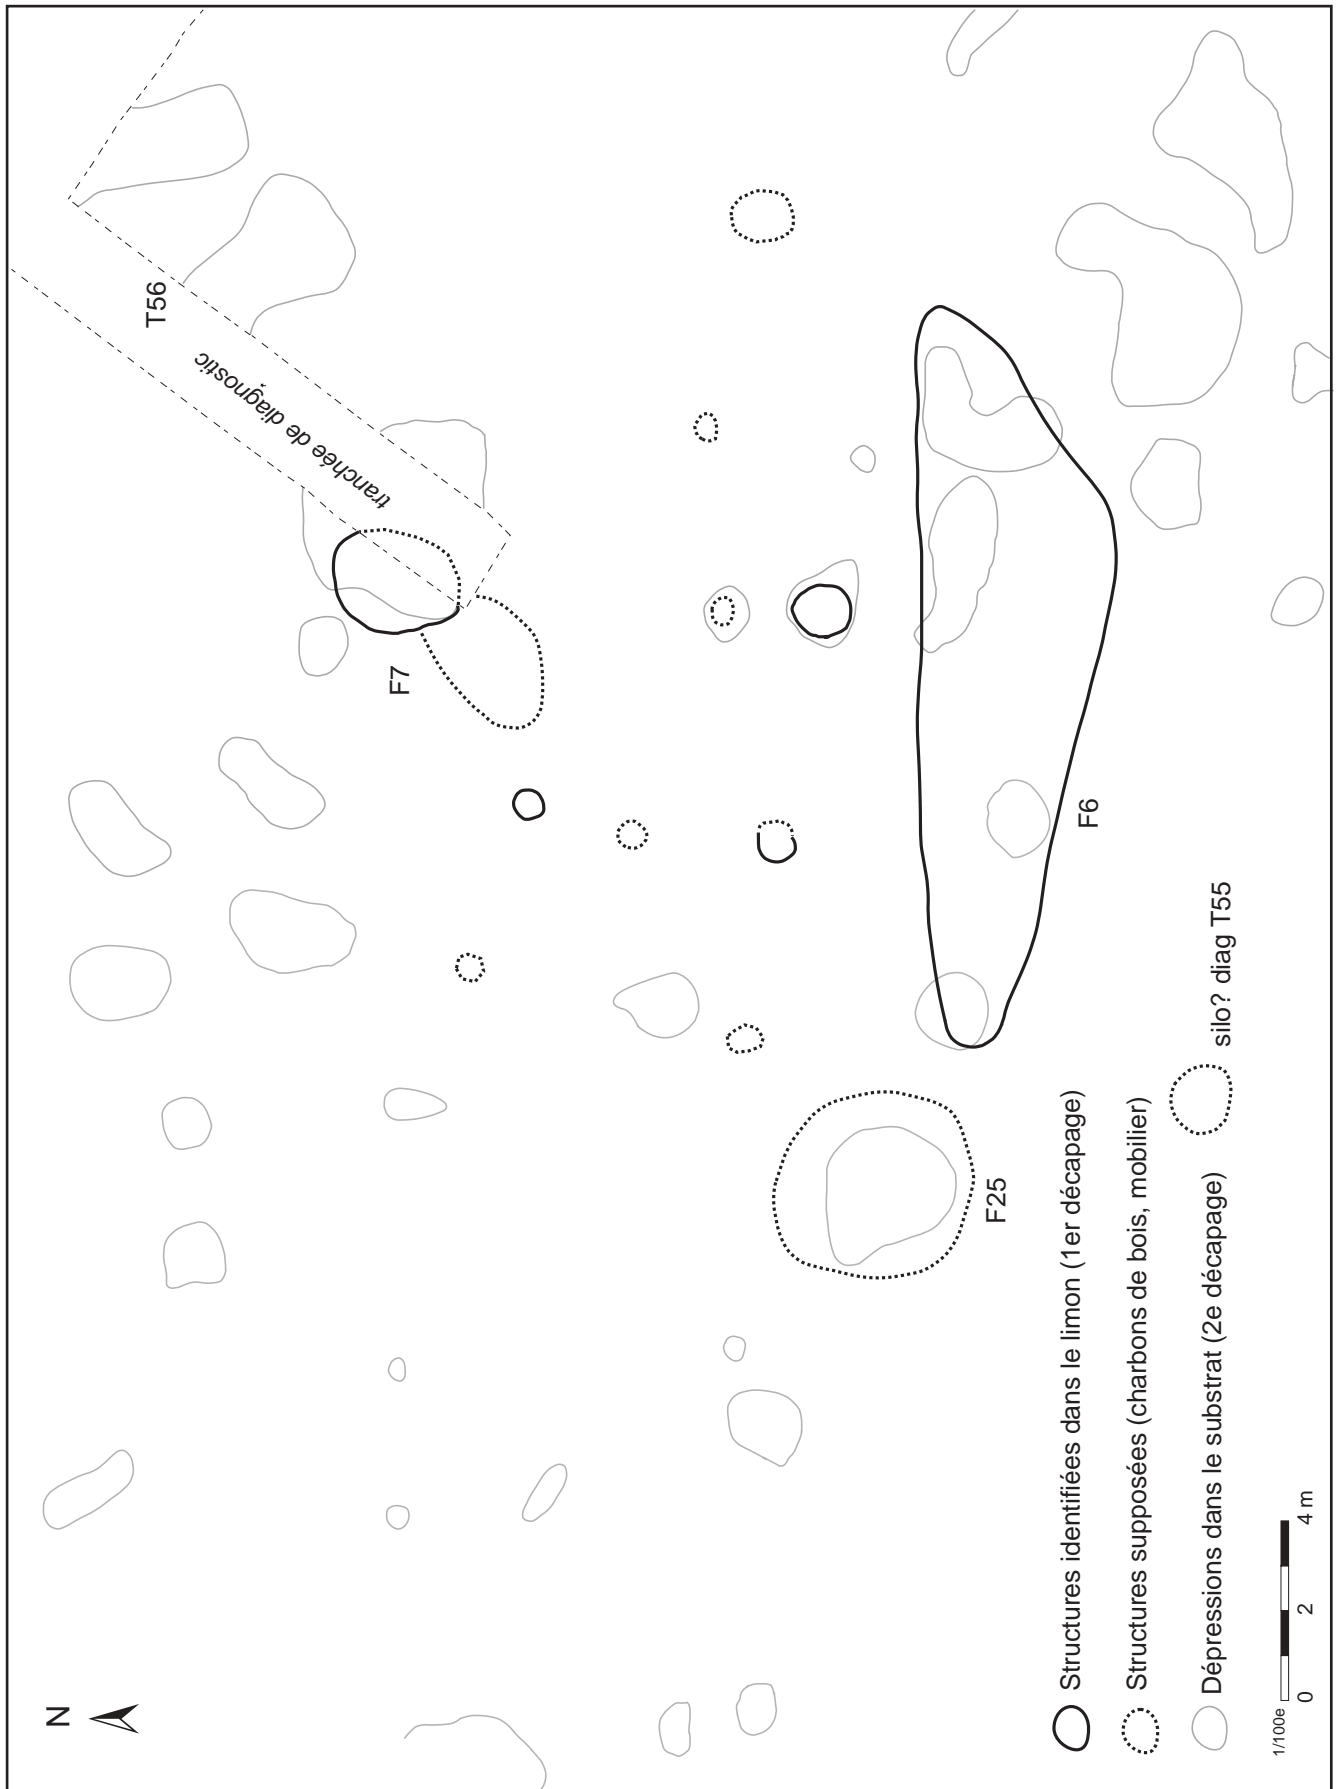 T56
tranchée de diagnostic
F7
F6
F25
silo? diag T55
N
Structures identifiées dans le limon (1er décapage)
Structures supposées (charbons de bois, mobilier)
Dépressions dans le substrat (2e décapage)
1/100e
0 2 4 m